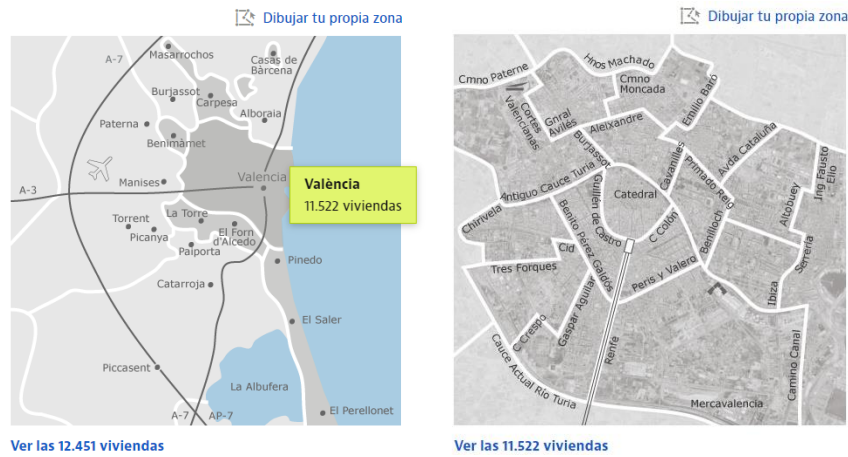 Dibujar tu propia zona
A-7
Masarrochos
Casas de
Bàrcena
Burjassot
Carpesa
Alboraia
Paterna
Benimàmet
Manises
Valencia
A-3
València
11.522 viviendas
Torrent
La Torre
Picanya
El Forn
d'Alcedo
Paiporta
Pinedo
Catarroja
El Saler
Piccasent
La Albufera
A-7
AP-7
El Perellonet
Ver las 12.451 viviendas
Dibujar tu propia zona
Hnos Machado
Cmno Paterne
Cmno
Moncada
Emilio Baró
Cortes
Valencianas
Gnral
Avilés
Aleixandre
Burjassot
Cavanilles
Avda Cataluña
Primado Reig
Ing Fausto
Elio
Antiguo Cauce Turia
Guillén de Castro
Catedral
Altobuey
Chirivela
Benito Pérez Galdós
C Colón
Benilloch
Serrería
Cid
Tres Forques
Peris y Valero
Ibiza
Gaspar Aguilar
C Crespo
Renfe
Cauce Actual Río Turia
Camino Canal
Mercavalencia
Ver las 11.522 viviendas